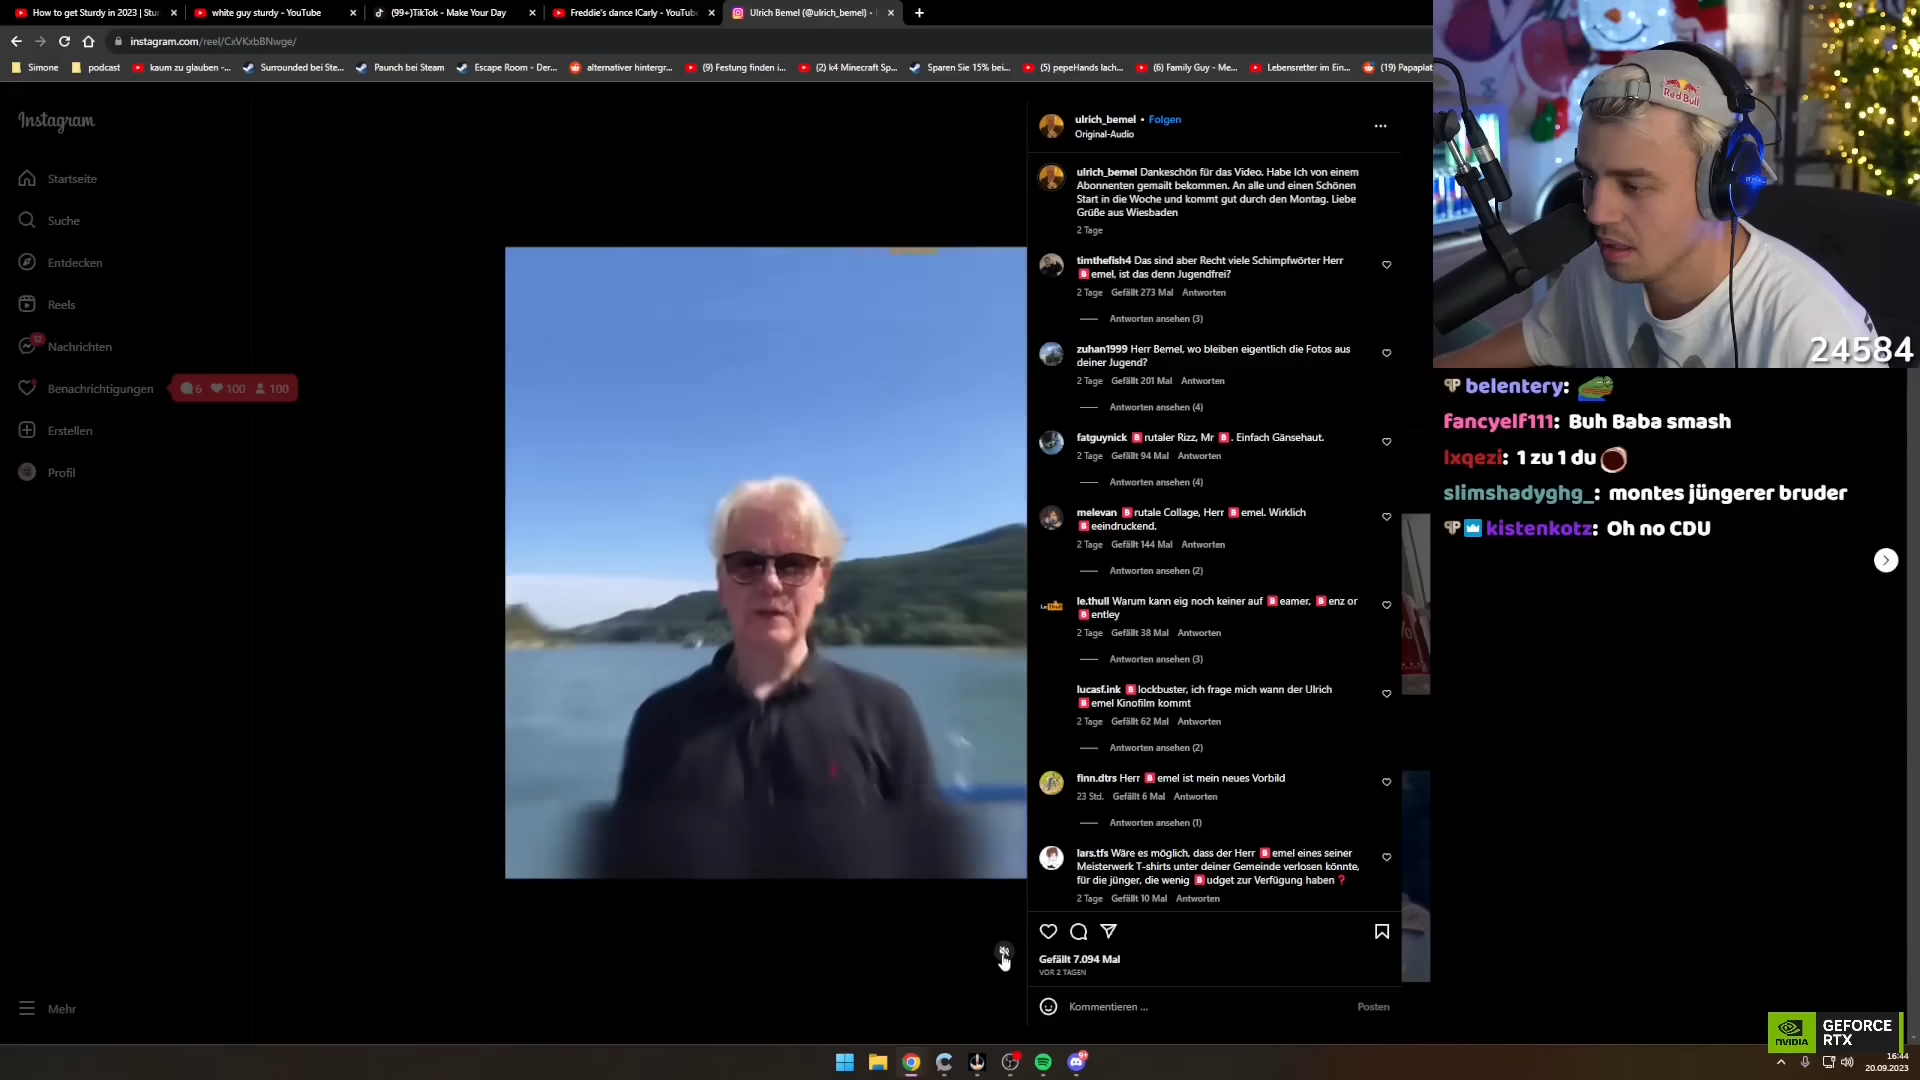 How to get Sturdy in 2023 | Stur
white guy sturdy - YouTube
(99+)TikTok - Make Your Day
Freddie's dance ICarly - YouTube
Ulrich Bemel (@ulrich_bemel) •
instagram.com/reel/CxVKxbBNwge/
Simone
podcast
kaum zu glauben -...
Surrounded bei Ste...
Paunch bei Steam
Escape Room - Der...
alternativer hintergr...
(9) Festung finden i...
(2) k4 Minecraft Sp...
Sparen Sie 15% bei...
(5) pepeHands lach...
(6) Family Guy - Me...
Lebensretter im Ein...
(19) Papaplat
Instagram
Startseite
Suche
Entdecken
Reels
12
Nachrichten
Benachrichtigungen
6 100 100
Erstellen
Profil
Mehr
ulrich_bemel • Folgen
Original-Audio
ulrich_bemel Dankeschön für das Video. Habe Ich von einem
Abonnenten gemailt bekommen. An alle und einen Schönen
Start in die Woche und kommt gut durch den Montag. Liebe
Grüße aus Wiesbaden
2 Tage
timthefish4 Das sind aber Recht viele Schimpfwörter Herr
🅱emel, ist das denn Jugendfrei?
2 Tage Gefällt 273 Mal Antworten
Antworten ansehen (3)
zuhan1999 Herr Bemel, wo bleiben eigentlich die Fotos aus
deiner Jugend?
2 Tage Gefällt 201 Mal Antworten
Antworten ansehen (4)
fatguynick 🅱rutaler Rizz, Mr 🅱. Einfach Gänsehaut.
2 Tage Gefällt 94 Mal Antworten
Antworten ansehen (4)
melevan 🅱rutale Collage, Herr 🅱emel. Wirklich
🅱eeindruckend.
2 Tage Gefällt 144 Mal Antworten
Antworten ansehen (2)
le.thull Warum kann eig noch keiner auf 🅱eamer, 🅱enz or
🅱entley
2 Tage Gefällt 38 Mal Antworten
Antworten ansehen (3)
lucasf.ink 🅱lockbuster, ich frage mich wann der Ulrich
🅱emel Kinofilm kommt
2 Tage Gefällt 62 Mal Antworten
Antworten ansehen (2)
finn.dtrs Herr 🅱emel ist mein neues Vorbild
23 Std. Gefällt 6 Mal Antworten
Antworten ansehen (1)
lars.tfs Wäre es möglich, dass der Herr 🅱emel eines seiner
Meisterwerk T-shirts unter deiner Gemeinde verlosen könnte,
für die jünger, die wenig 🅱udget zur Verfügung haben❓
2 Tage Gefällt 10 Mal Antworten
Gefällt 7.094 Mal
VOR 2 TAGEN
Kommentieren ...
Posten
Red Bull
24584
belentery:
fancyelf111: Buh Baba smash
lxqezi: 1 zu 1 du
slimshadyghg_: montes jüngerer bruder
kistenkotz: Oh no CDU
NVIDIA
GEFORCE
RTX
16:44
20.09.2023